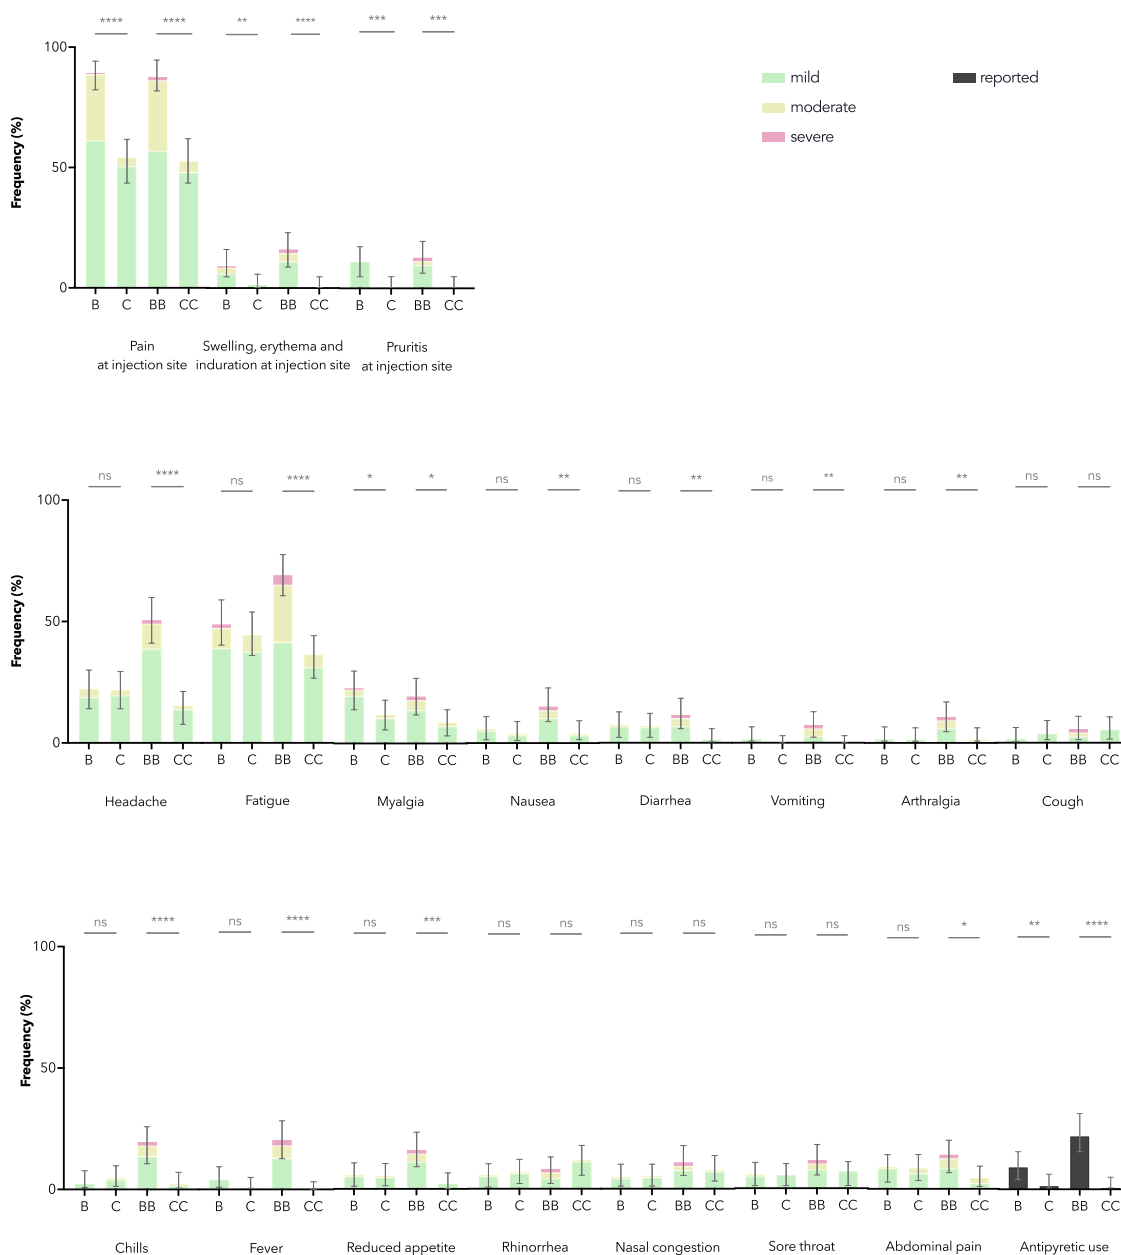 **** **** ** **** *** ***
100
50
0
Frequency (%)
mild
moderate
severe
reported
B C BB CC B C BB CC B C BB CC
Pain
at injection site
Swelling, erythema and
induration at injection site
Pruritis
at injection site
ns **** ns **** * * ns ** ns ** ns ** ns ** ns ns
100
50
0
Frequency (%)
B C BB CC B C BB CC B C BB CC B C BB CC B C BB CC B C BB CC B C BB CC B C BB CC
Headache Fatigue Myalgia Nausea Diarrhea Vomiting Arthralgia Cough
ns **** ns **** ns *** ns ns ns ns ns ns ns * ** ****
100
50
0
Frequency (%)
B C BB CC B C BB CC B C BB CC B C BB CC B C BB CC B C BB CC B C BB CC B C BB CC
Chills Fever Reduced appetite Rhinorrhea Nasal congestion Sore throat Abdominal pain Antipyretic use